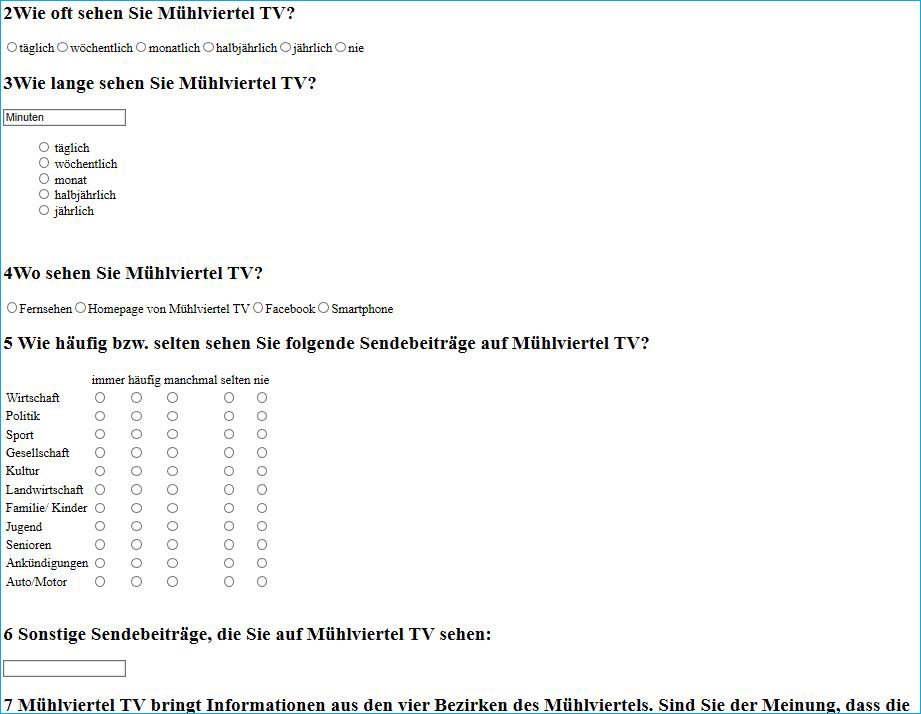 2Wie oft sehen Sie Mühlviertel TV?
täglich wöchentlich monatlich halbjährlich jährlich nie
3Wie lange sehen Sie Mühlviertel TV?
Minuten
täglich
wöchentlich
monat
halbjährlich
jährlich
4Wo sehen Sie Mühlviertel TV?
Fernsehen Homepage von Mühlviertel TV Facebook Smartphone
5 Wie häufig bzw. selten sehen Sie folgende Sendebeiträge auf Mühlviertel TV?
immer häufig manchmal selten nie
Wirtschaft
Politik
Sport
Gesellschaft
Kultur
Landwirtschaft
Familie/ Kinder
Jugend
Senioren
Ankündigungen
Auto/Motor
6 Sonstige Sendebeiträge, die Sie auf Mühlviertel TV sehen:
7 Mühlviertel TV bringt Informationen aus den vier Bezirken des Mühlviertels. Sind Sie der Meinung, dass die